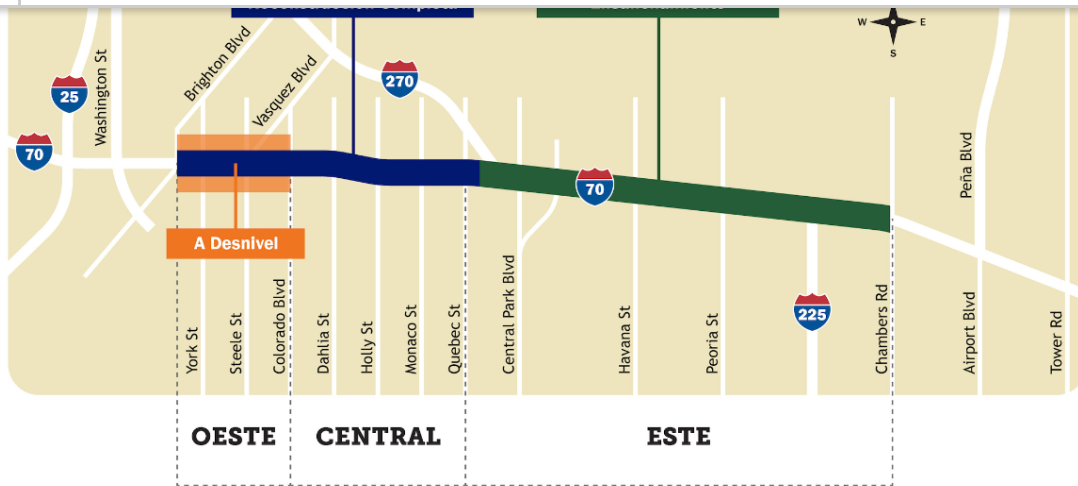 W E
S
25
Washington St
Brighton Blvd
Vasquez Blvd
270
70
70
Peña Blvd
A Desnivel
225
York St
Steele St
Colorado Blvd
Dahlia St
Holly St
Monaco St
Quebec St
Central Park Blvd
Havana St
Peoria St
Chambers Rd
Airport Blvd
Tower Rd
OESTE
CENTRAL
ESTE